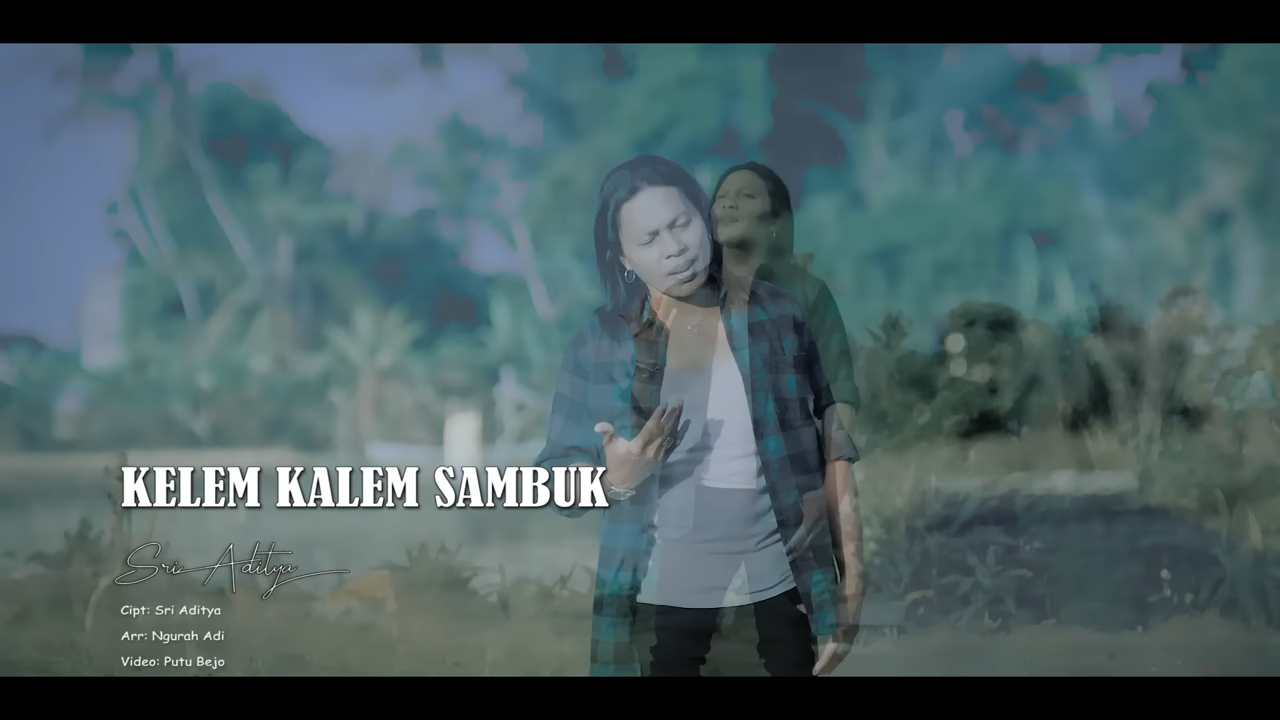 KELEM KALEM SAMBUK
Sri Aditya
Cipt: Sri Aditya
Arr: Ngurah Adi
Video: Putu Bejo